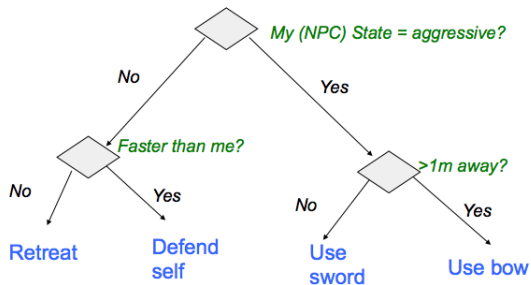 My (NPC) State = aggressive?
No
Yes
Faster than me?
>1m away?
No
Yes
No
Yes
Retreat
Defend
self
Use
sword
Use bow